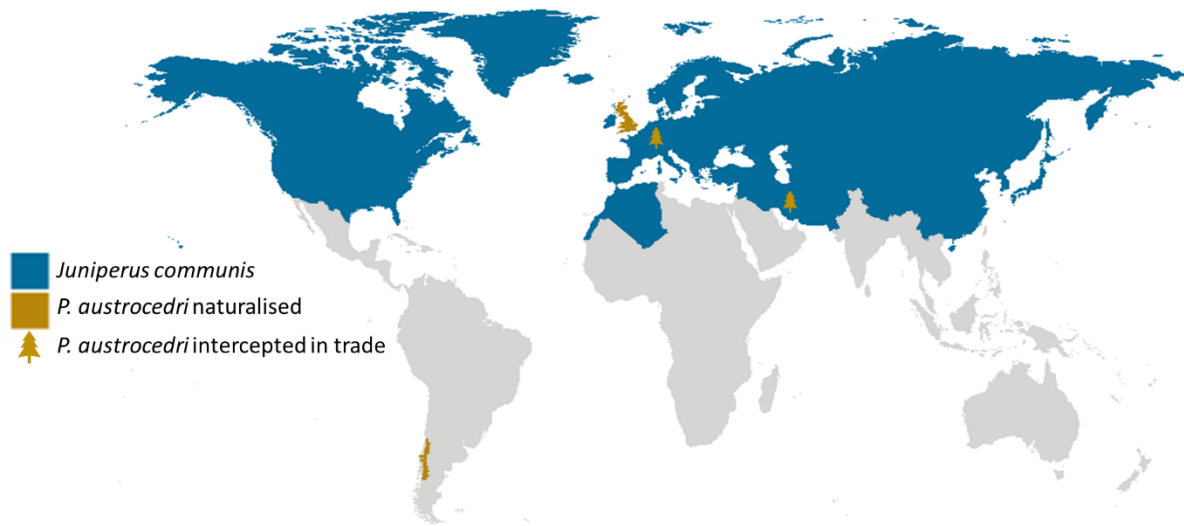 Juniperus communis
P. austrocedri naturalised
P. austrocedri intercepted in trade